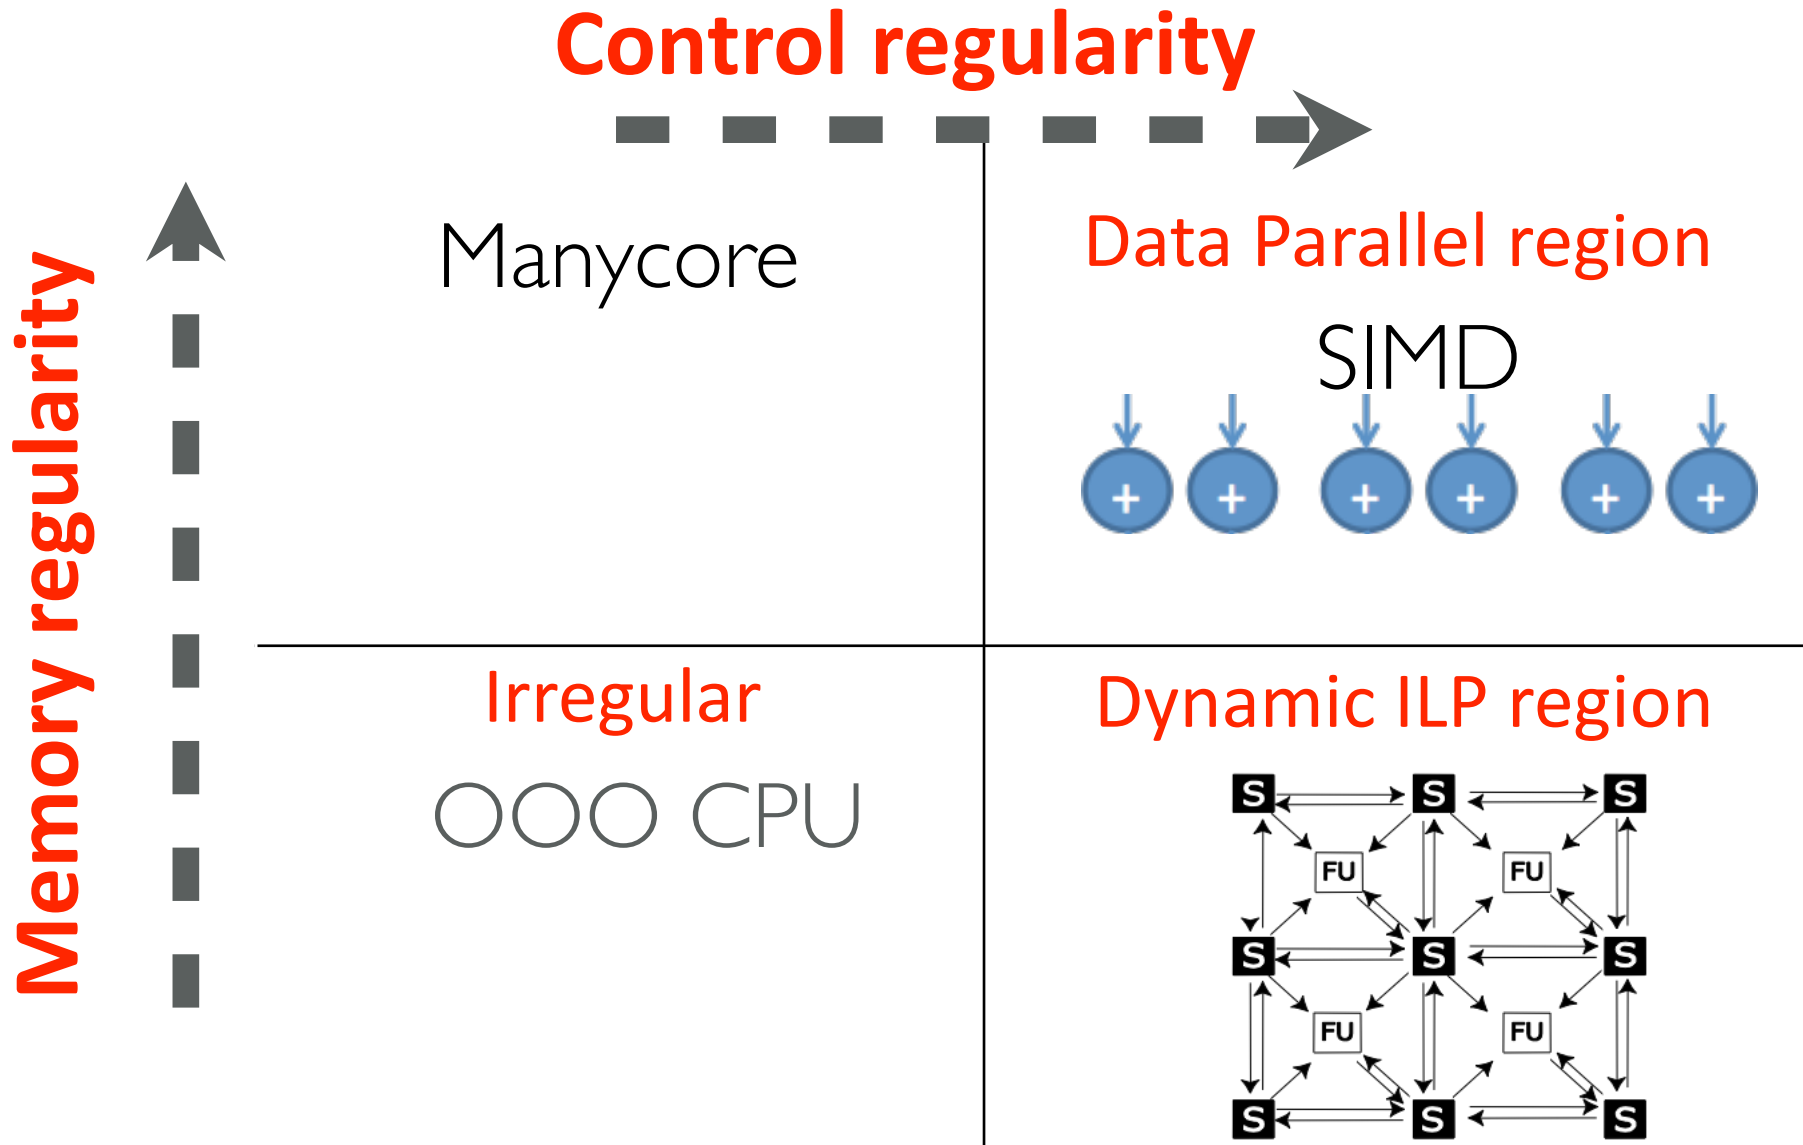 Control regularity
Memory regularity
Manycore
Data Parallel region
SIMD
+ + + + + +
Irregular
OOO CPU
Dynamic ILP region
S S S
FU FU
S S S
FU FU
S S S